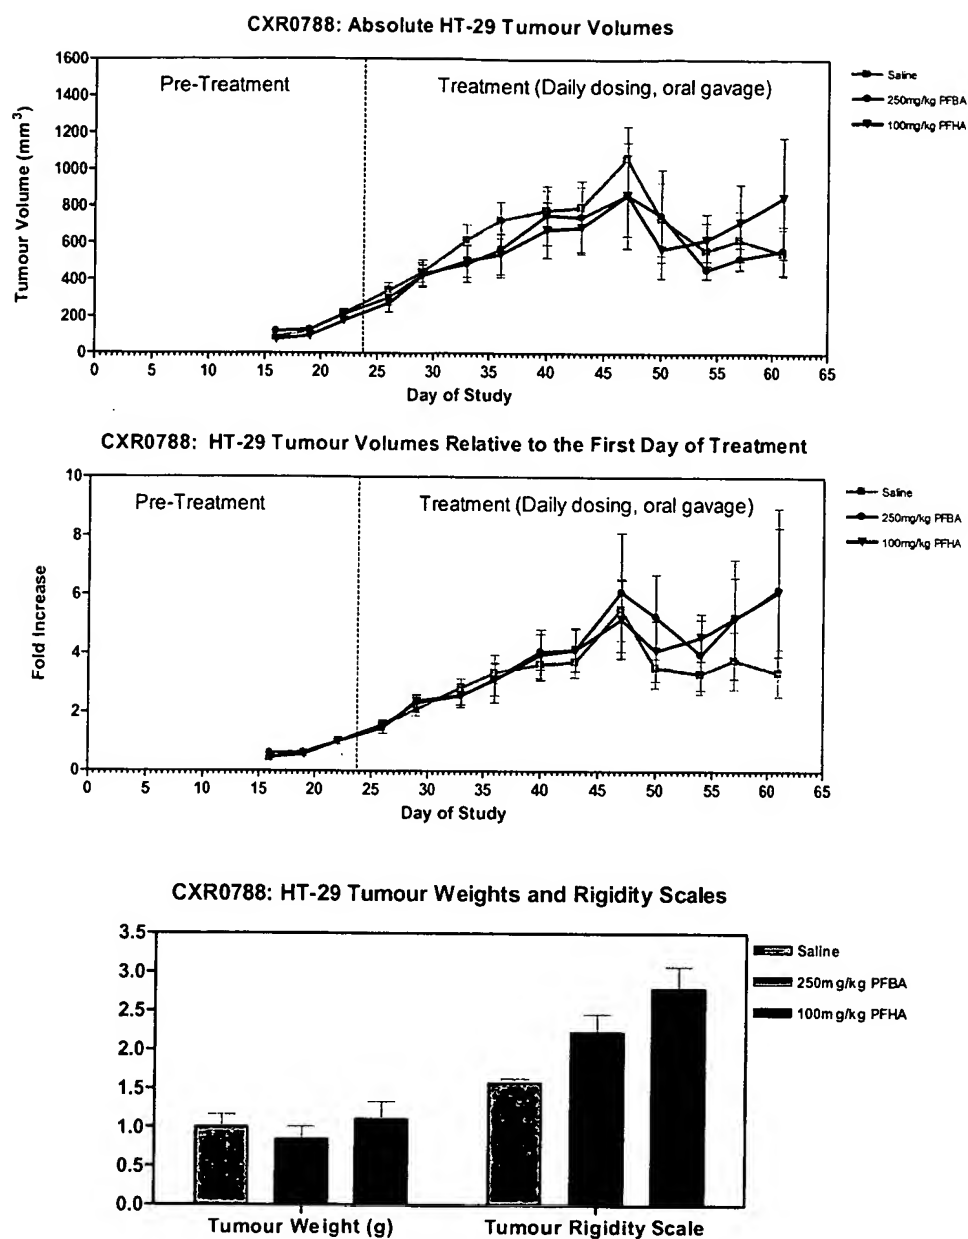 CXR0788: Absolute HT-29 Tumour Volumes
1600
1400
1200
1000
800
600
400
200
0
Tumour Volume (mm³)
Pre-Treatment
Treatment (Daily dosing, oral gavage)
Saline
250mg/kg PFBA
100mg/kg PFHA
0 5 10 15 20 25 30 35 40 45 50 55 60 65
Day of Study
CXR0788: HT-29 Tumour Volumes Relative to the First Day of Treatment
10
8
6
4
2
0
Fold Increase
Pre-Treatment
Treatment (Daily dosing, oral gavage)
Saline
250mg/kg PFBA
100mg/kg PFHA
0 5 10 15 20 25 30 35 40 45 50 55 60 65
Day of Study
CXR0788: HT-29 Tumour Weights and Rigidity Scales
3.5
3.0
2.5
2.0
1.5
1.0
0.5
0.0
Saline
250mg/kg PFBA
100mg/kg PFHA
Tumour Weight (g)
Tumour Rigidity Scale